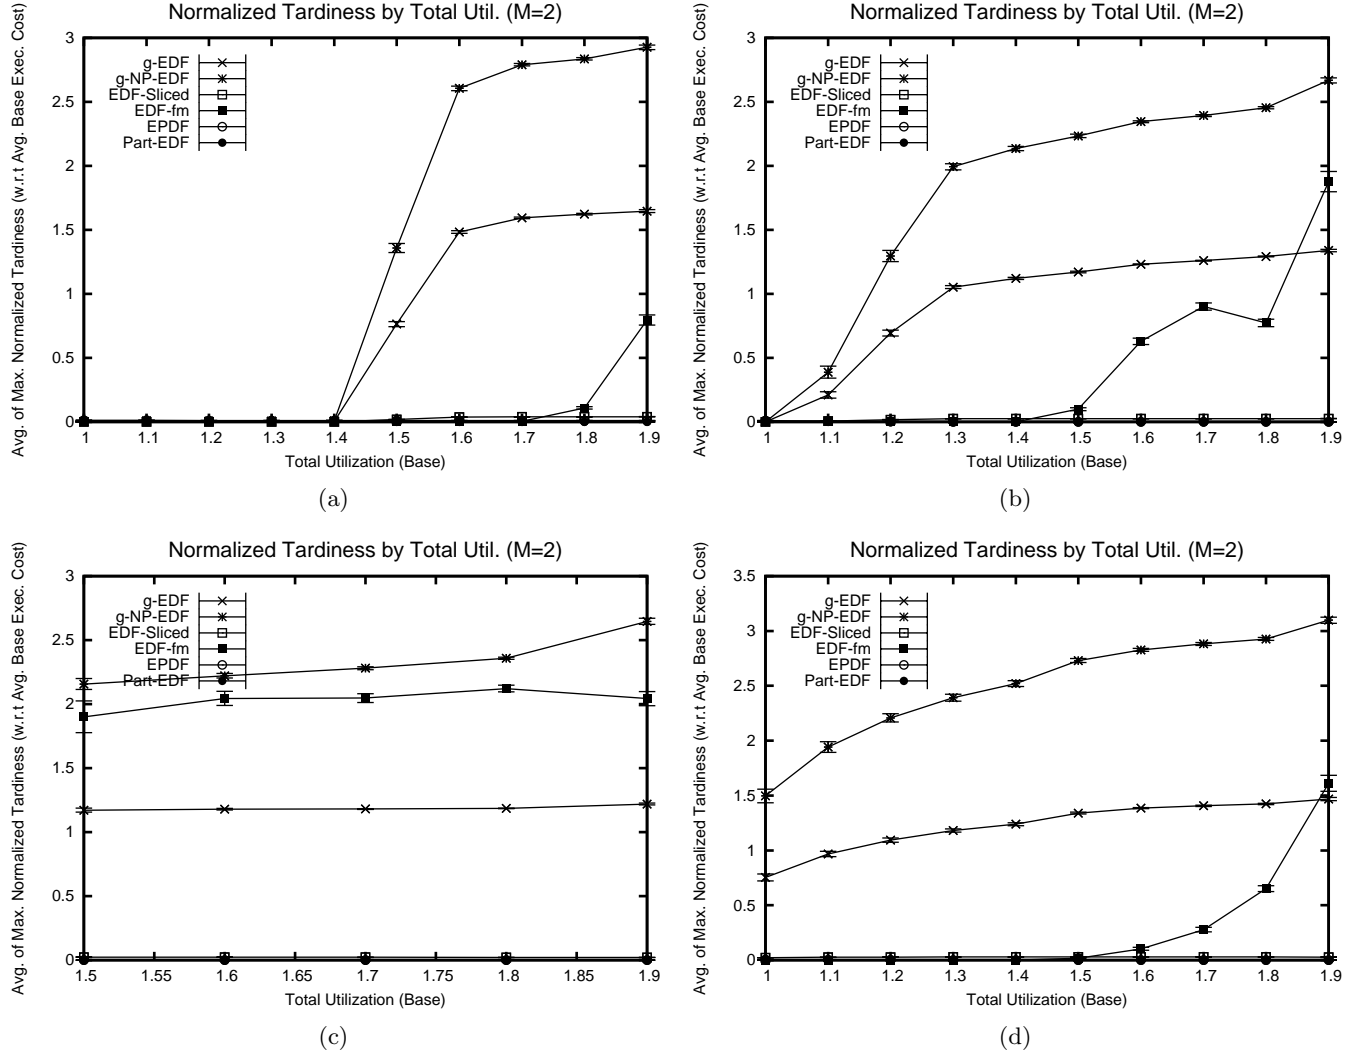 Normalized Tardiness by Total Util. (M=2)
Avg. of Max. Normalized Tardiness (w.r.t Avg. Base Exec. Cost)
3
2.5
2
1.5
1
0.5
0
g-EDF
g-NP-EDF
EDF-Sliced
EDF-fm
EPDF
Part-EDF
1 1.1 1.2 1.3 1.4 1.5 1.6 1.7 1.8 1.9
Total Utilization (Base)
(a)
Normalized Tardiness by Total Util. (M=2)
Avg. of Max. Normalized Tardiness (w.r.t Avg. Base Exec. Cost)
3
2.5
2
1.5
1
0.5
0
g-EDF
g-NP-EDF
EDF-Sliced
EDF-fm
EPDF
Part-EDF
1 1.1 1.2 1.3 1.4 1.5 1.6 1.7 1.8 1.9
Total Utilization (Base)
(b)
Normalized Tardiness by Total Util. (M=2)
Avg. of Max. Normalized Tardiness (w.r.t Avg. Base Exec. Cost)
3
2.5
2
1.5
1
0.5
0
g-EDF
g-NP-EDF
EDF-Sliced
EDF-fm
EPDF
Part-EDF
1.5 1.55 1.6 1.65 1.7 1.75 1.8 1.85 1.9
Total Utilization (Base)
(c)
Normalized Tardiness by Total Util. (M=2)
Avg. of Max. Normalized Tardiness (w.r.t Avg. Base Exec. Cost)
3.5
3
2.5
2
1.5
1
0.5
0
g-EDF
g-NP-EDF
EDF-Sliced
EDF-fm
EPDF
Part-EDF
1 1.1 1.2 1.3 1.4 1.5 1.6 1.7 1.8 1.9
Total Utilization (Base)
(d)